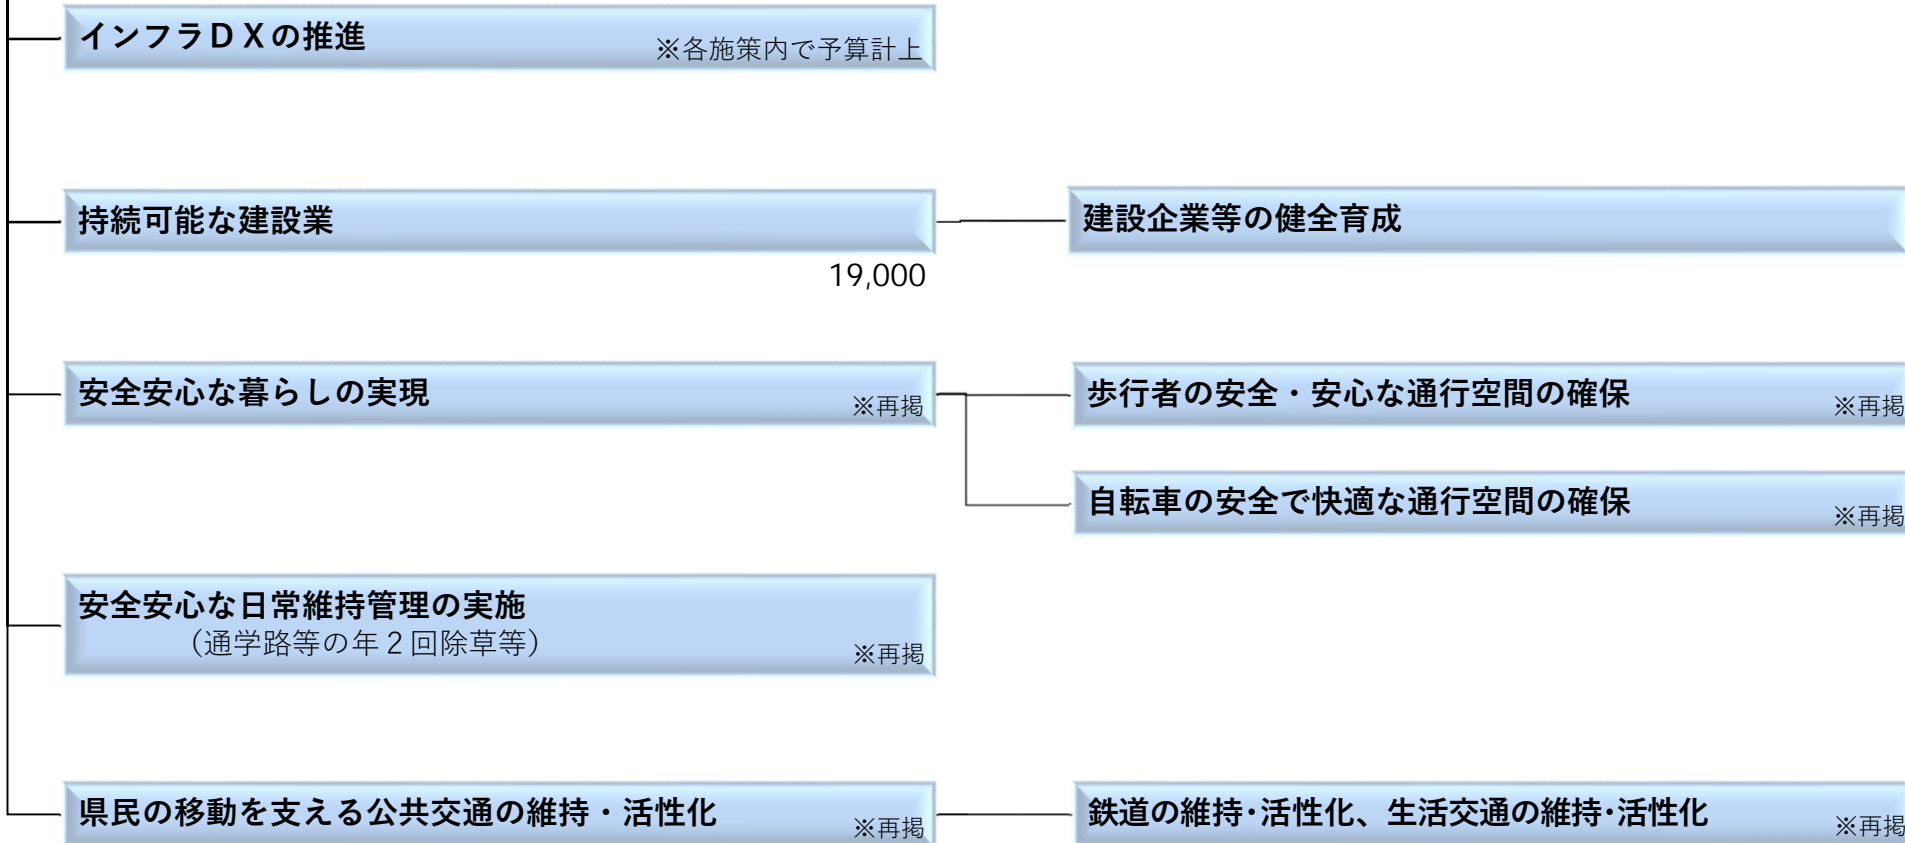 インフラＤＸの推進
※各施策内で予算計上
持続可能な建設業
19,000
建設企業等の健全育成
安全安心な暮らしの実現
※再掲
歩行者の安全・安心な通行空間の確保
※再掲
自転車の安全で快適な通行空間の確保
※再掲
安全安心な日常維持管理の実施
（通学路等の年２回除草等）
※再掲
県民の移動を支える公共交通の維持・活性化
※再掲
鉄道の維持･活性化、生活交通の維持･活性化
※再掲